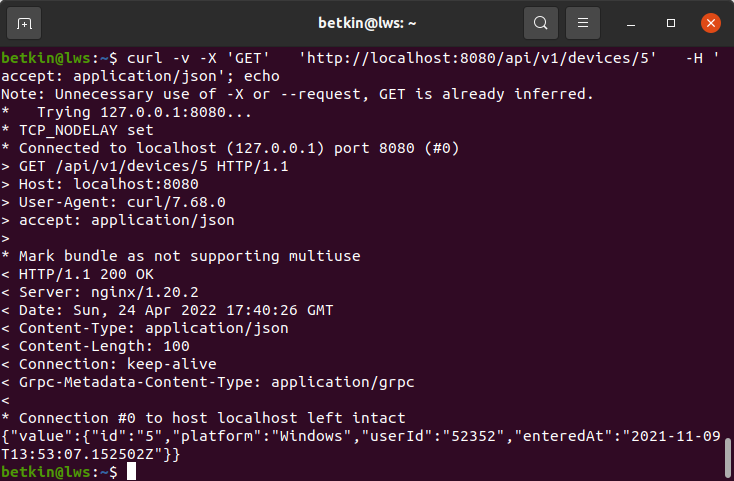 betkin@lws: ~
betkin@lws:~$ curl -v -X 'GET'   'http://localhost:8080/api/v1/devices/5'   -H '
accept: application/json'; echo
Note: Unnecessary use of -X or --request, GET is already inferred.
*   Trying 127.0.0.1:8080...
* TCP_NODELAY set
* Connected to localhost (127.0.0.1) port 8080 (#0)
> GET /api/v1/devices/5 HTTP/1.1
> Host: localhost:8080
> User-Agent: curl/7.68.0
> accept: application/json
>
* Mark bundle as not supporting multiuse
< HTTP/1.1 200 OK
< Server: nginx/1.20.2
< Date: Sun, 24 Apr 2022 17:40:26 GMT
< Content-Type: application/json
< Content-Length: 100
< Connection: keep-alive
< Grpc-Metadata-Content-Type: application/grpc
<
* Connection #0 to host localhost left intact
{"value":{"id":"5","platform":"Windows","userId":"52352","enteredAt":"2021-11-09
T13:53:07.152502Z"}}
betkin@lws:~$